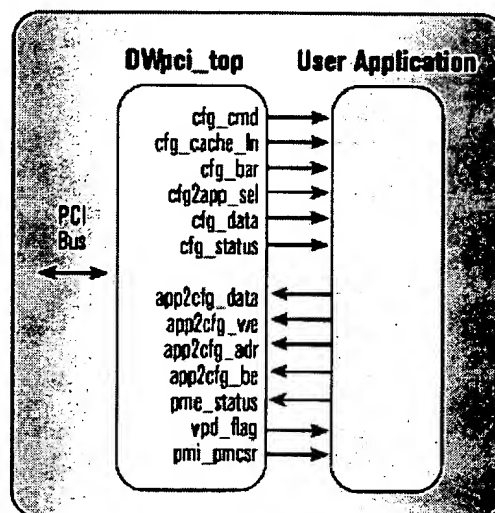 DWpci_top User Application
cfg_cmd
cfg_cache_ln
cfg_bar
cfg2app_sel
cfg_data
cfg_status
PCI
Bus
app2cfg_data
app2cfg_we
app2cfg_adr
app2cfg_be
pme_status
vpd_flag
pmi_pmcsr